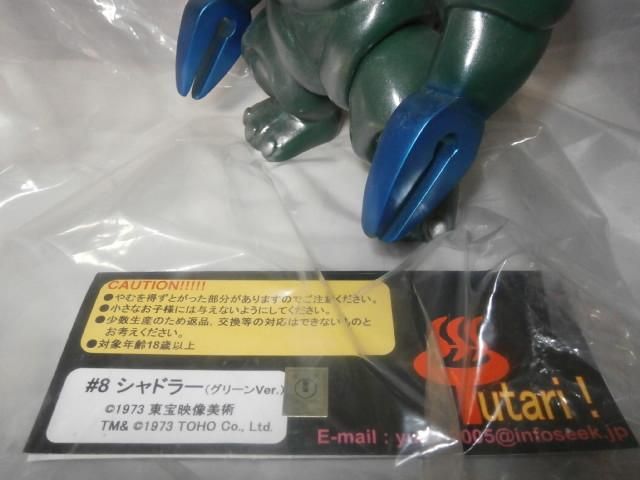 CAUTION!!!!!
●やむを得ずとがった部分がありますのでご注意ください。
●小さなお子様には与えないようにしてください。
●少数生産のため返品、交換等の対応はできないものと
お考えください。
●対象年齢18歳以上
#8 シャドラー(グリーンVer.)
©1973 東宝映像美術
TM& ©1973 TOHO Co., Ltd.
Yutari !
E-mail :